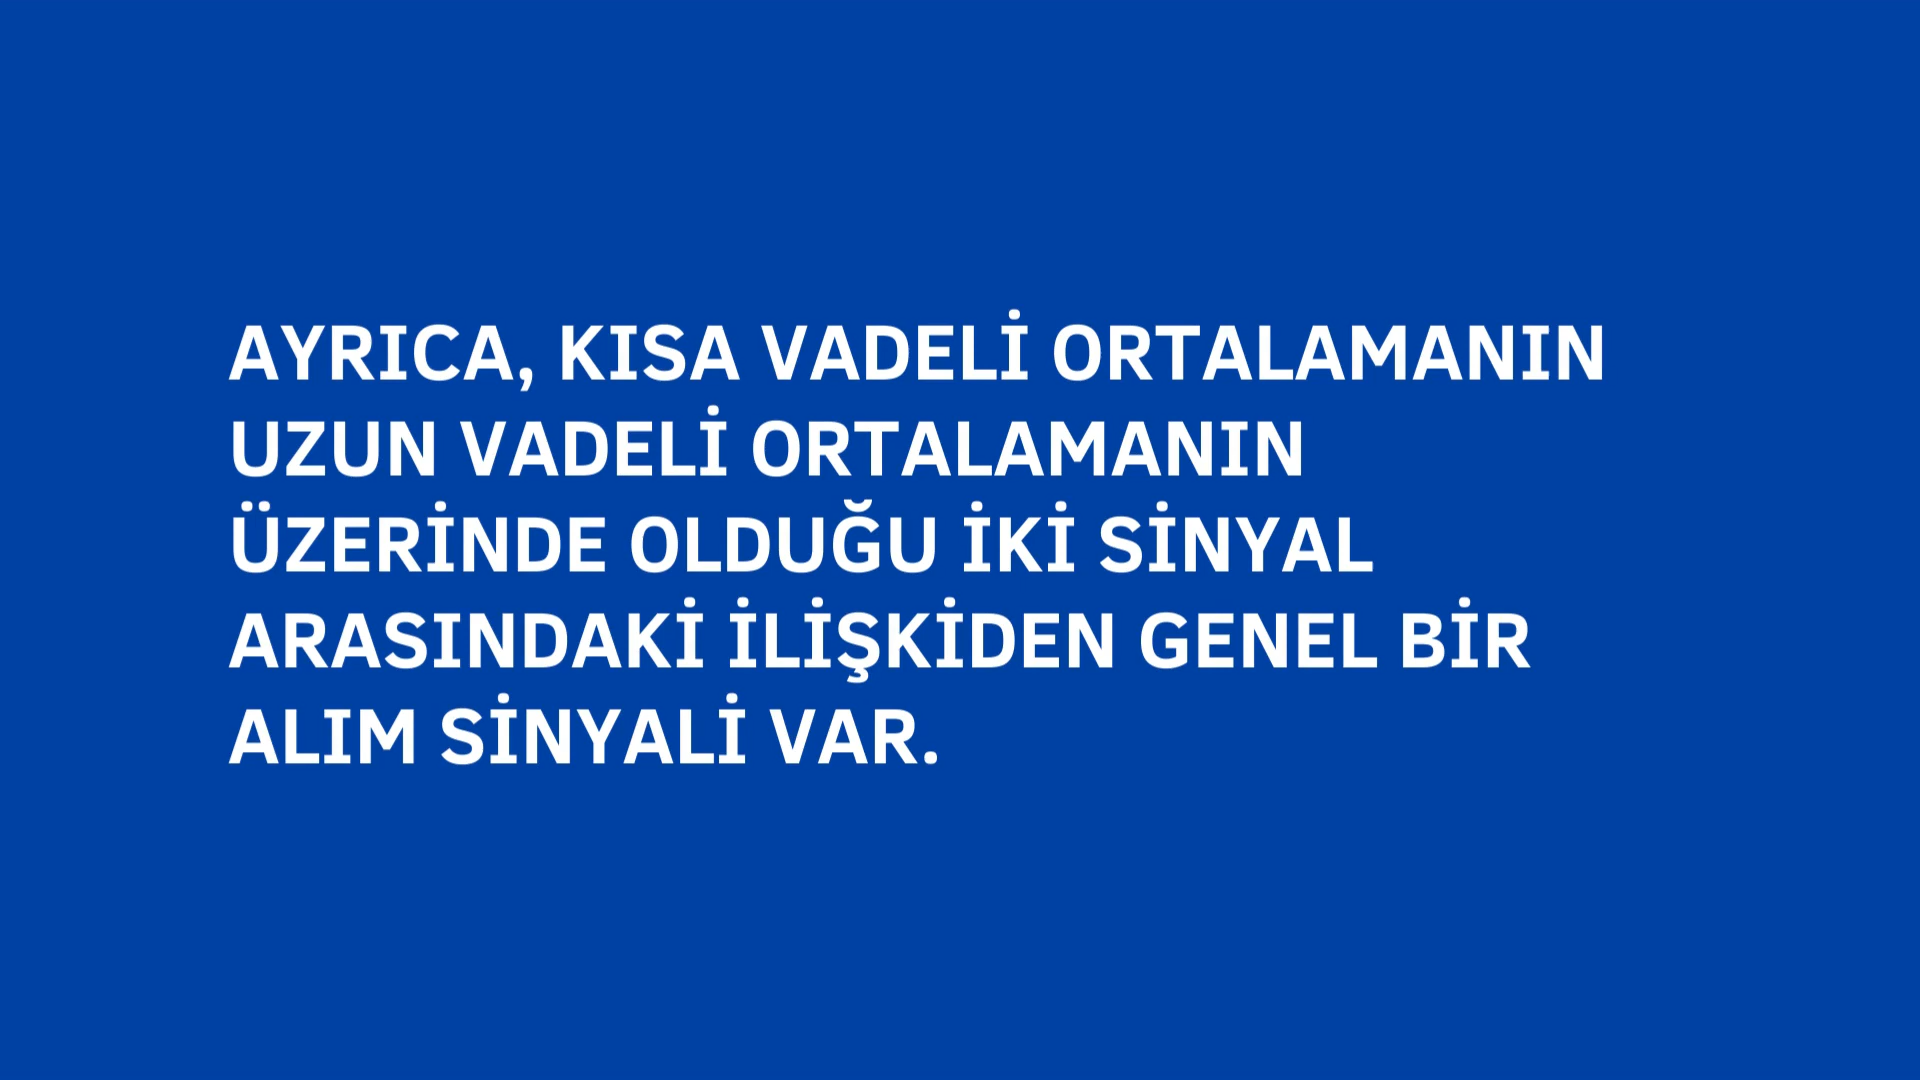 AYRICA, KISA VADELİ ORTALAMANIN
UZUN VADELİ ORTALAMANIN
ÜZERİNDE OLDUĞU İKİ SİNYAL
ARASINDAKİ İLİŞKİDEN GENEL BİR
ALIM SİNYALİ VAR.